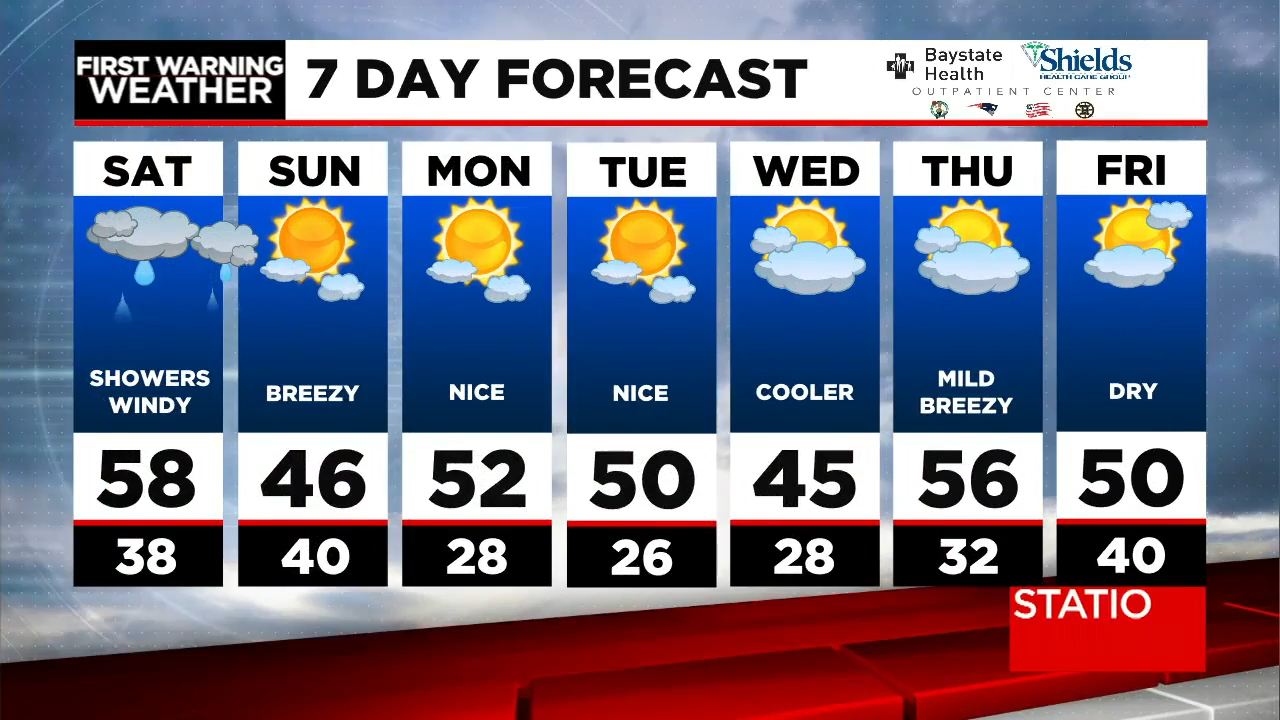 FIRST WARNING
WEATHER
7 DAY FORECAST
Baystate
Health
Shields
HEALTH CARE GROUP
OUTPATIENT CENTER
SAT
SUN
MON
TUE
WED
THU
FRI
SHOWERS
WINDY
BREEZY
NICE
NICE
COOLER
MILD
BREEZY
DRY
58
46
52
50
45
56
50
38
40
28
26
28
32
40
STATIO